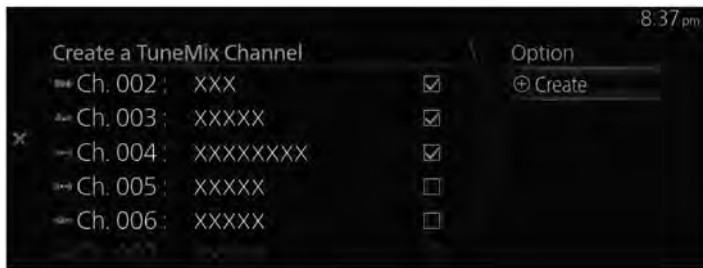 8:37 pm
Create a TuneMix Channel
Option
Ch. 002 : XXX
Create
Ch. 003 : XXXXX
Ch. 004 : XXXXXXXX
Ch. 005 : XXXXX
Ch. 006 : XXXXX